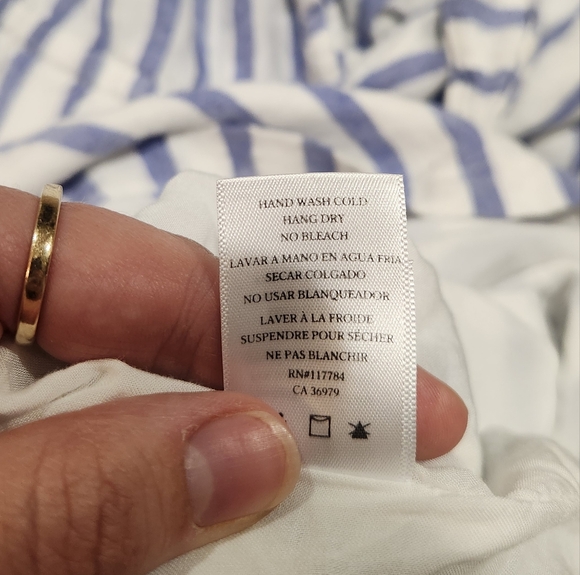 HAND WASH COLD
HANG DRY
NO BLEACH
LAVAR A MANO EN AGUA FRIA
SECAR COLGADO
NO USAR BLANQUEADOR
LAVER À LA FROIDE
SUSPENDRE POUR SÉCHER
NE PAS BLANCHIR
RN#117784
CA 36979